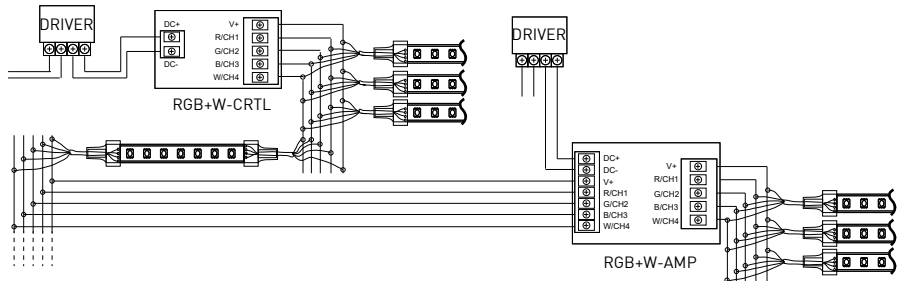 DRIVER
DC+
DC-
V+
R/CH1
G/CH2
B/CH3
W/CH4
RGB+W-CRTL
DRIVER
DC+
DC-
V+
R/CH1
G/CH2
B/CH3
W/CH4
V+
R/CH1
G/CH2
B/CH3
W/CH4
RGB+W-AMP